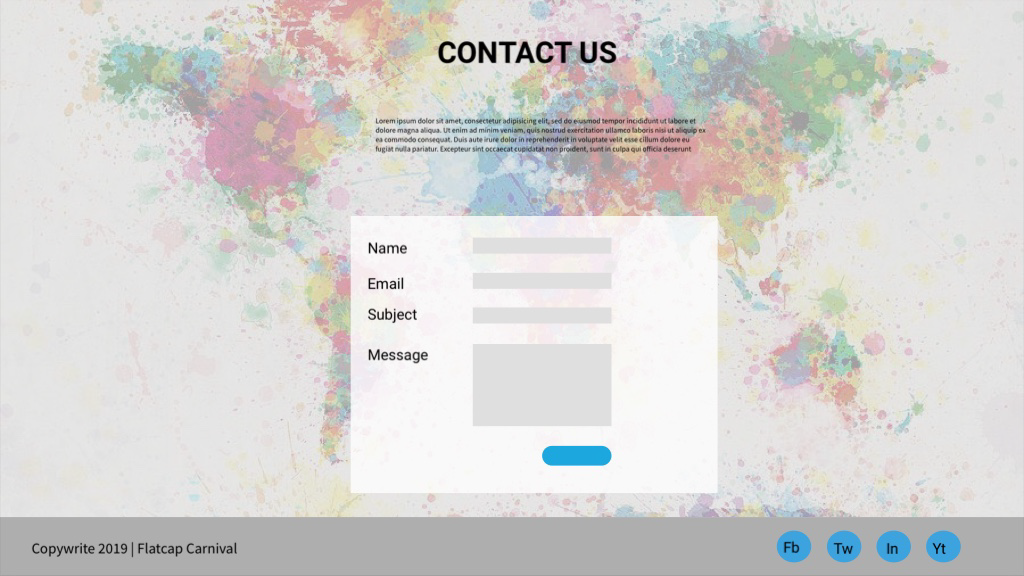 CONTACT US
Lorem ipsum dolor sit amet, consectetur adipisicing elit, sed do eiusmod tempor incididunt ut labore et
dolore magna aliqua. Ut enim ad minim veniam, quis nostrud exercitation ullamco laboris nisi ut aliquip ex
ea commodo consequat. Duis aute irure dolor in reprehenderit in voluptate velit esse cillum dolore eu
fugiat nulla pariatur. Excepteur sint occaecat cupidatat non proident, sunt in culpa qui officia deserunt
Name
Email
Subject
Message
Copywrite 2019 | Flatcap Carnival
Fb
Tw
In
Yt